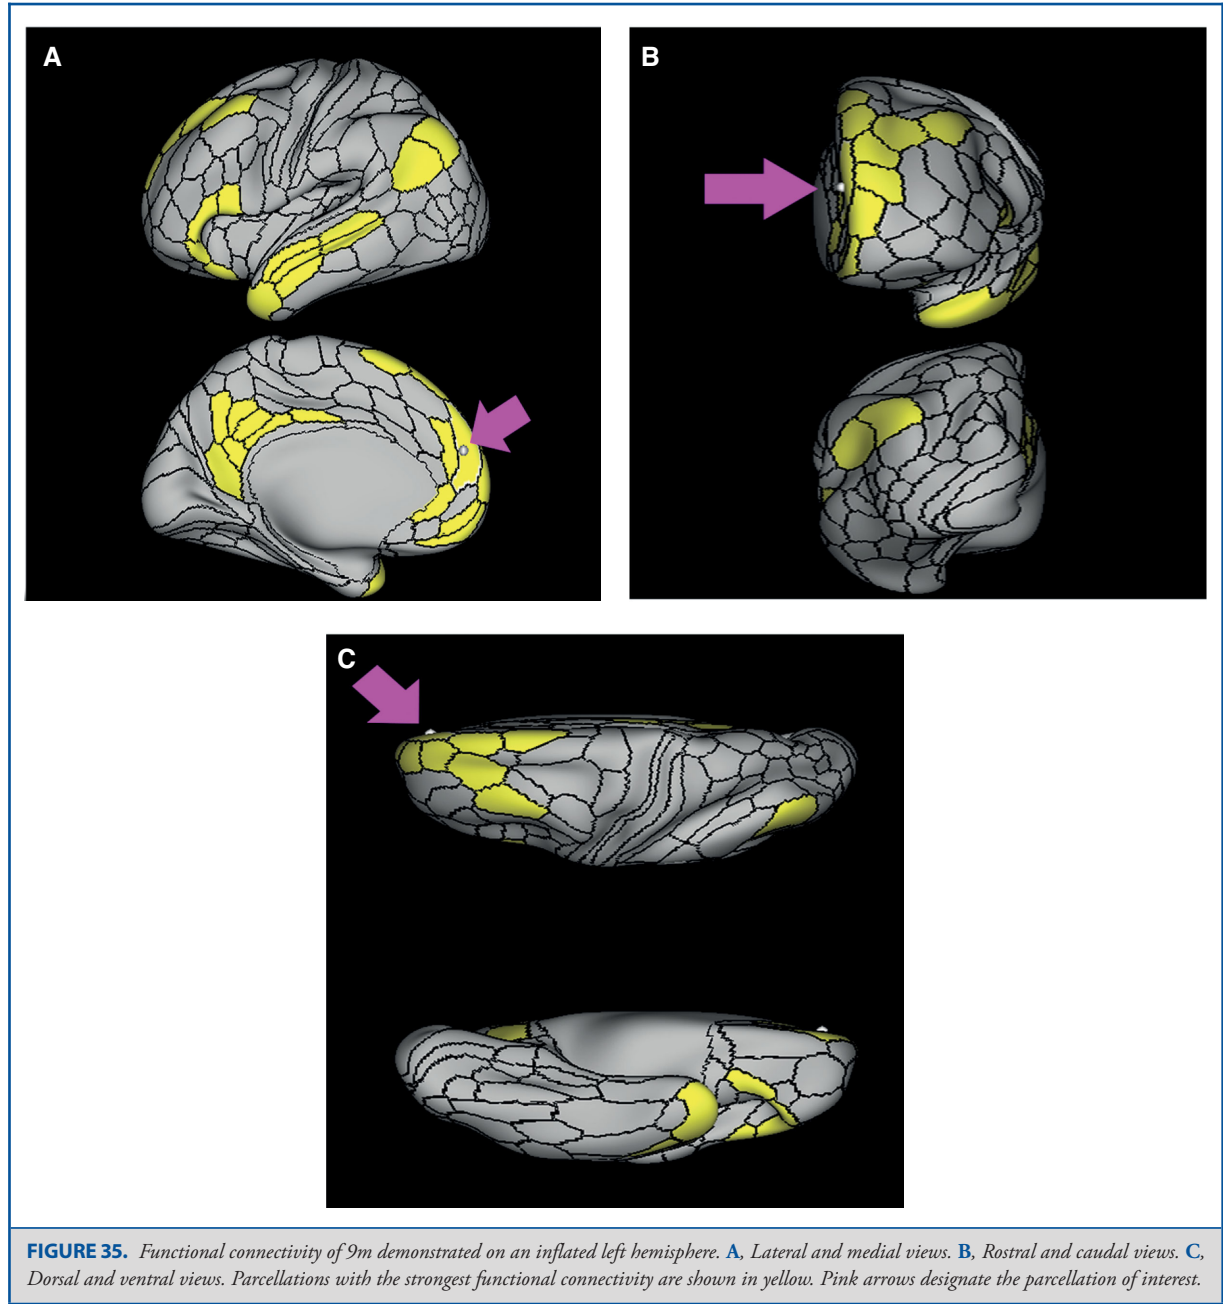 A
B
C
FIGURE 35. Functional connectivity of 9m demonstrated on an inflated left hemisphere. A, Lateral and medial views. B, Rostral and caudal views. C,
Dorsal and ventral views. Parcellations with the strongest functional connectivity are shown in yellow. Pink arrows designate the parcellation of interest.